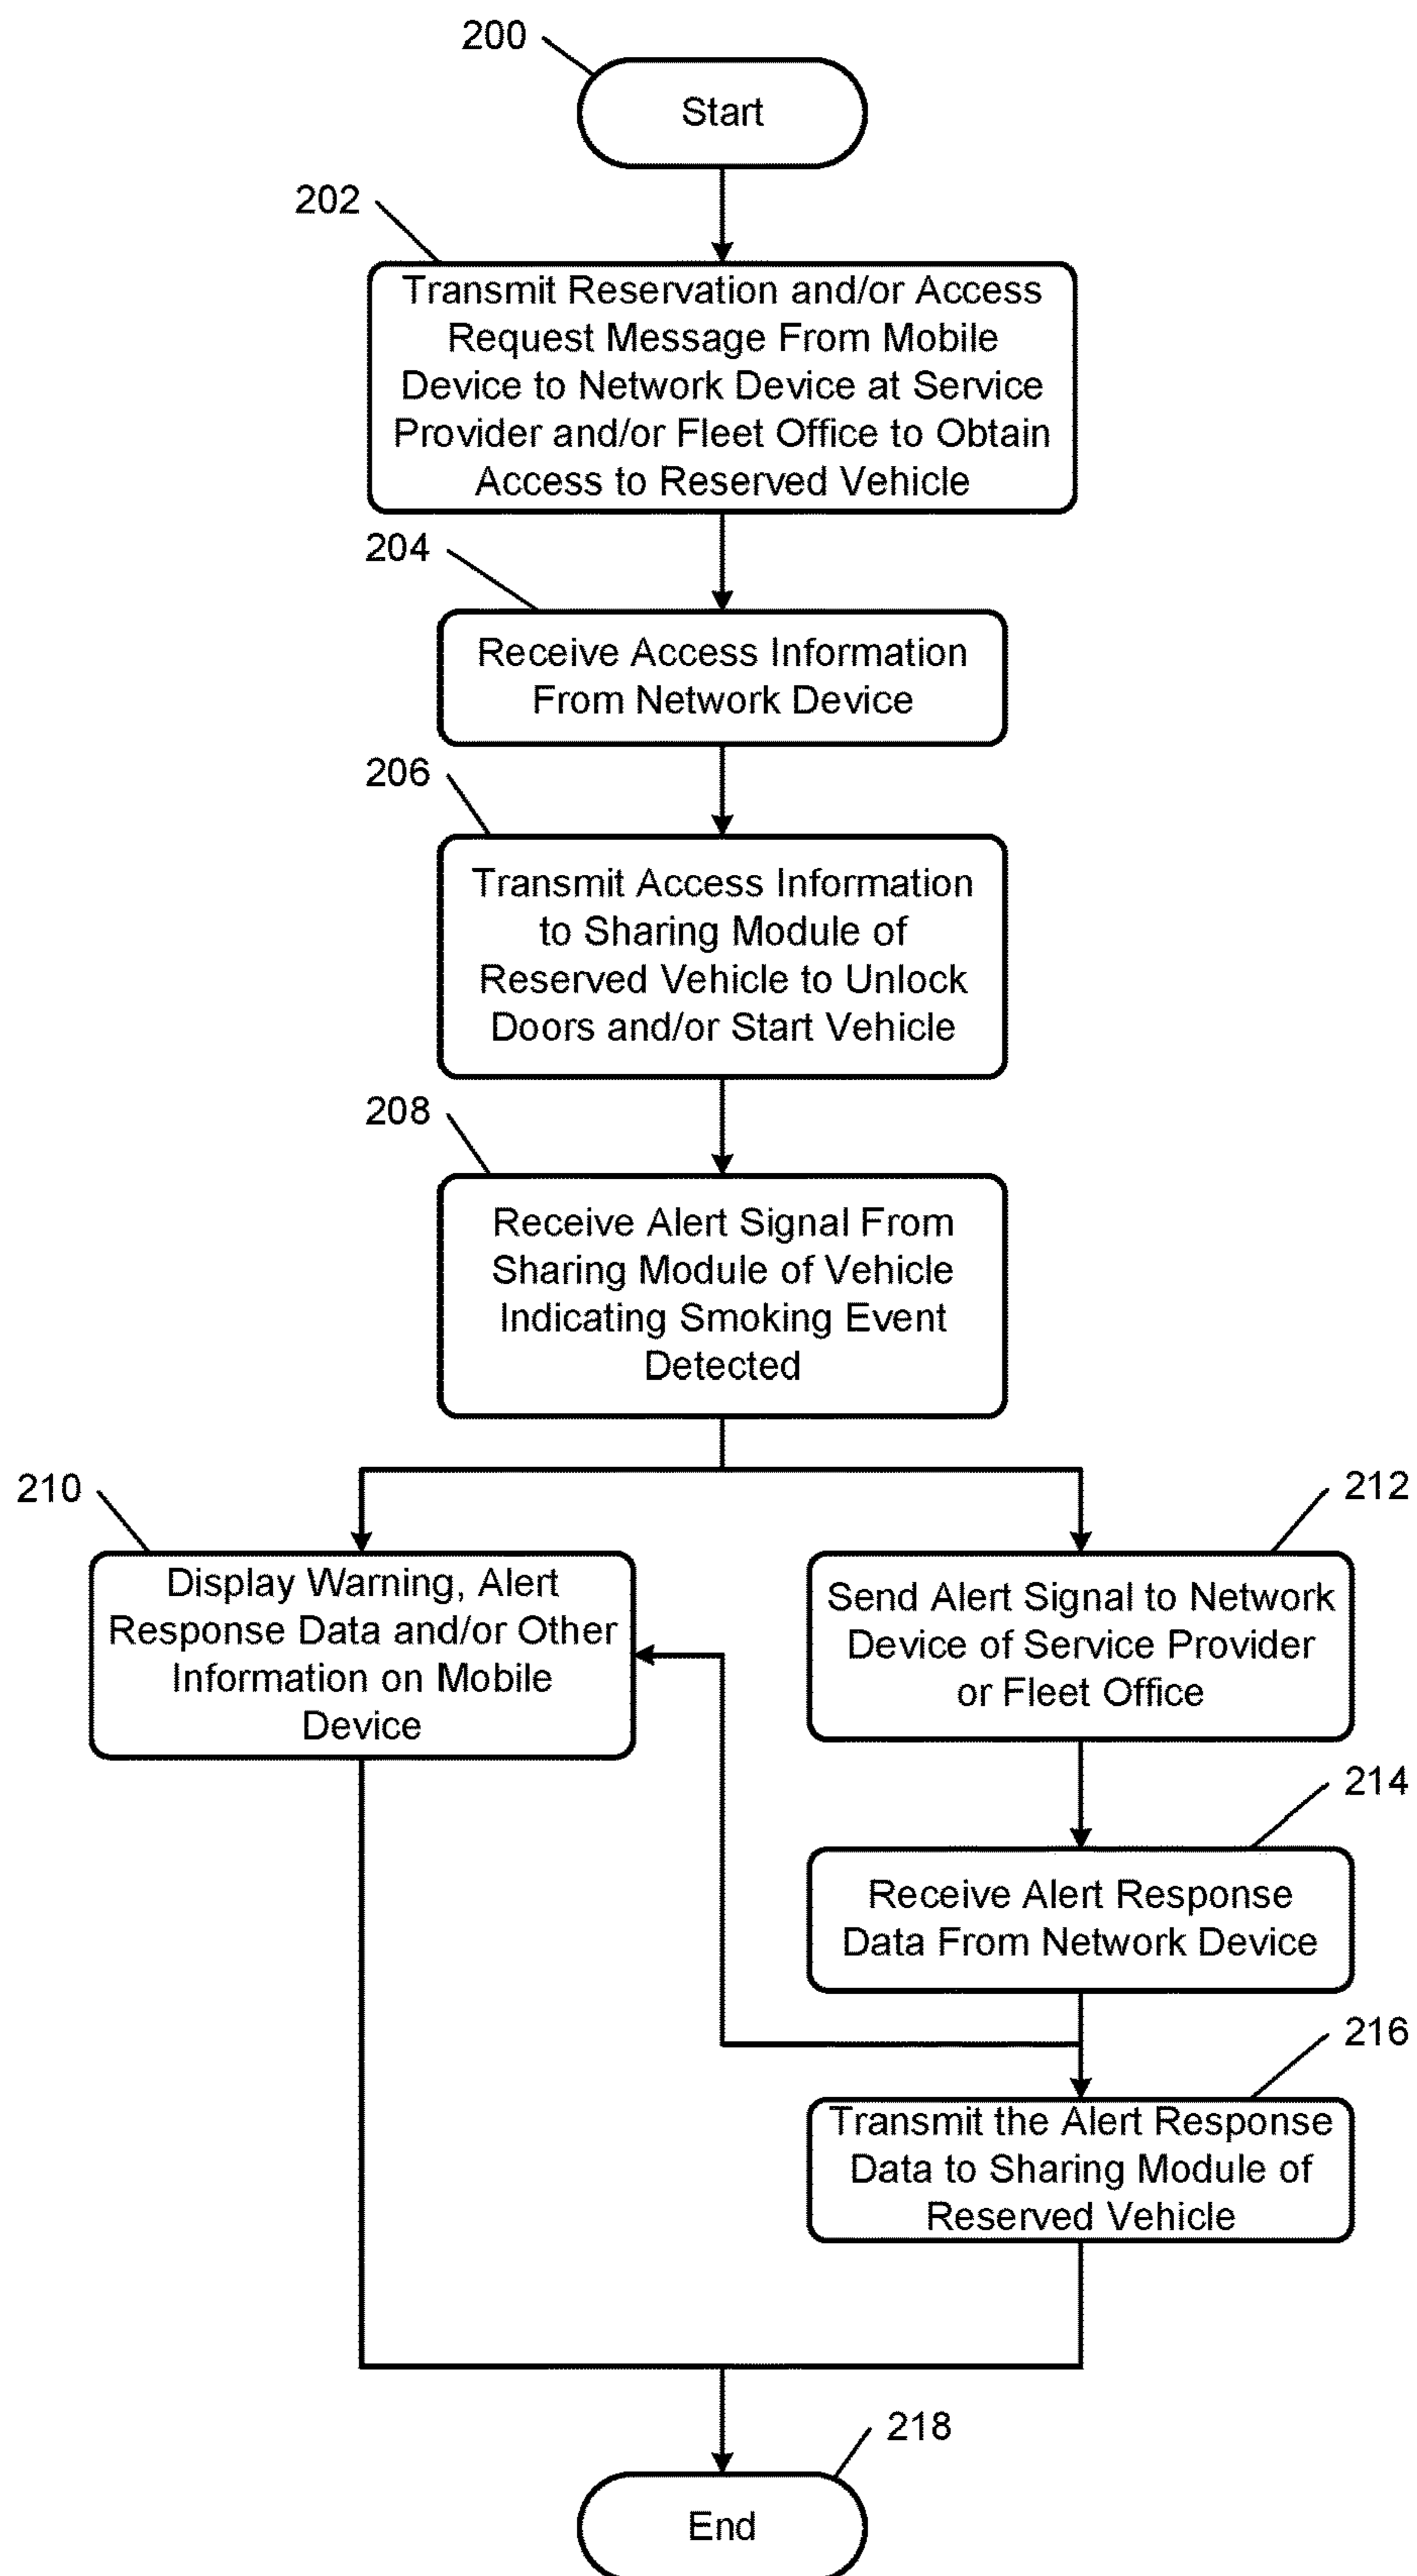 200
Start
202
Transmit Reservation and/or Access
Request Message From Mobile
Device to Network Device at Service
Provider and/or Fleet Office to Obtain
Access to Reserved Vehicle
204
Receive Access Information
From Network Device
206
Transmit Access Information
to Sharing Module of
Reserved Vehicle to Unlock
Doors and/or Start Vehicle
208
Receive Alert Signal From
Sharing Module of Vehicle
Indicating Smoking Event
Detected
210
Display Warning, Alert
Response Data and/or Other
Information on Mobile
Device
212
Send Alert Signal to Network
Device of Service Provider
or Fleet Office
214
Receive Alert Response
Data From Network Device
216
Transmit the Alert Response
Data to Sharing Module of
Reserved Vehicle
218
End